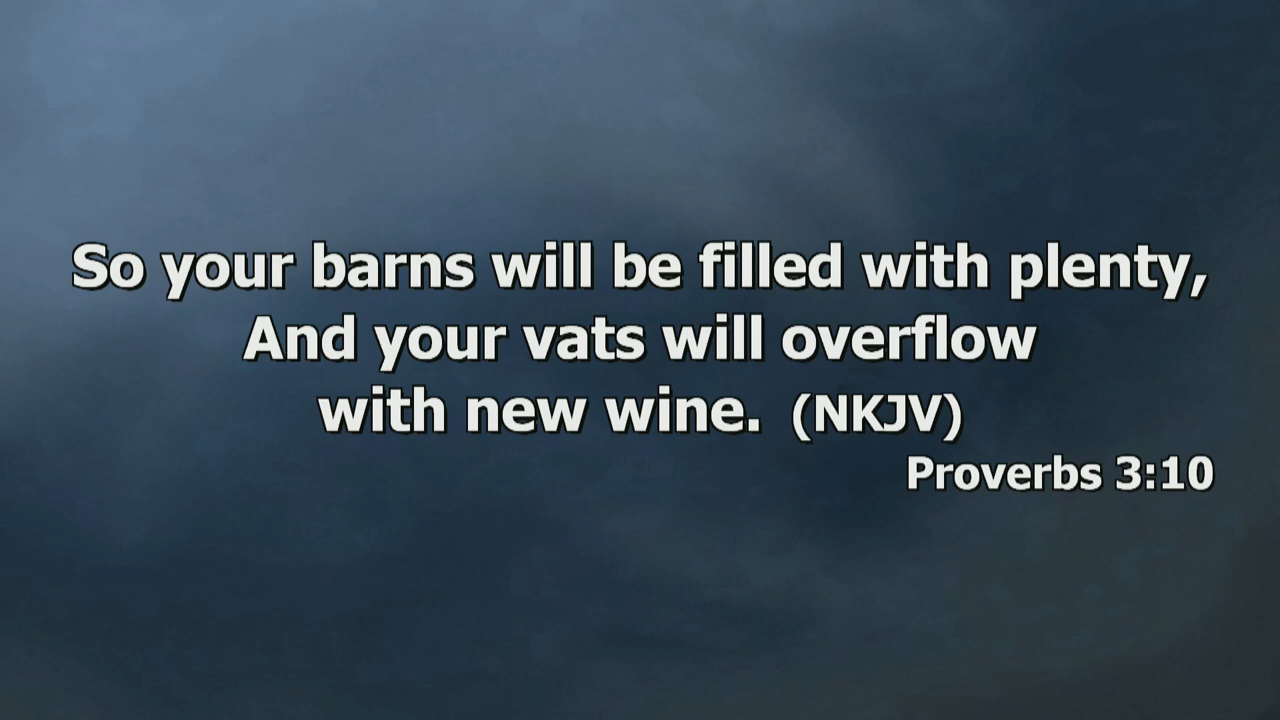 So your barns will be filled with plenty,
And your vats will overflow
with new wine. (NKJV)
Proverbs 3:10